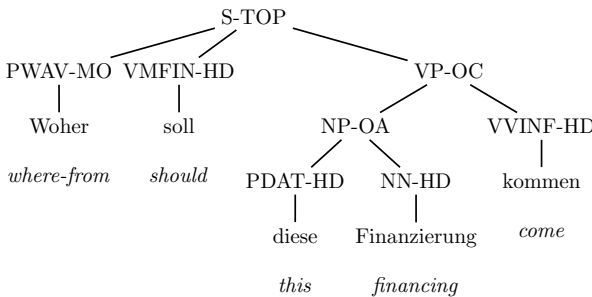 S-TOP
PWAV-MO VMFIN-HD VP-OC
Woher soll NP-OA VVINF-HD
where-from should PDAT-HD NN-HD kommen
diese Finanzierung come
this financing